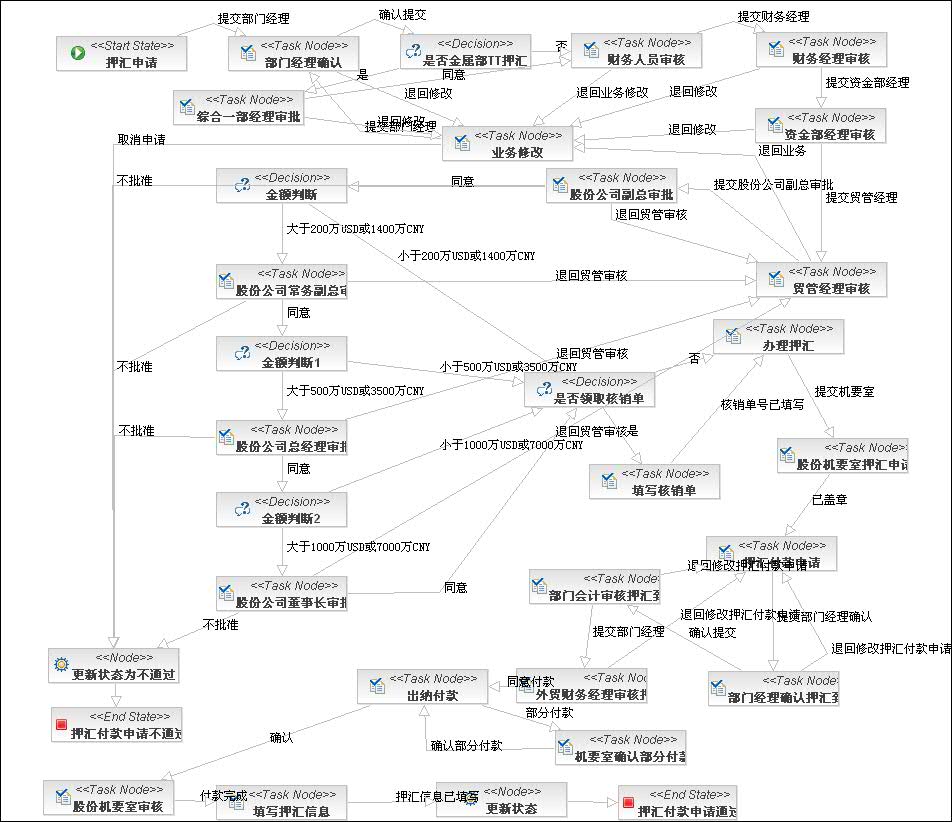 提交部门经理
确认提交
提交财务经理
<<Start State>>
押汇申请
<<Task Node>>
部门经理确认
<<Decision>>
是否金属部TT押汇
否
<<Task Node>>
财务人员审核
<<Task Node>>
财务经理审核
是
同意
提交资金部经理
<<Task Node>>
综合一部经理审批
退回修改
退回业务修改
退回修改
退回修改
提交部门经理
<<Task Node>>
业务修改
退回修改
<<Task Node>>
资金部经理审核
取消申请
退回业务
不批准
<<Decision>>
金额判断
同意
<<Task Node>>
股份公司副总审批
提交股份公司副总审批
提交贸管经理
退回贸管审核
大于200万USD或1400万CNY
小于200万USD或1400万CNY
<<Task Node>>
股份公司常务副总审
退回贸管审核
<<Task Node>>
贸管经理审核
同意
<<Task Node>>
办理押汇
<<Decision>>
金额判断1
退回贸管审核
否
不批准
小于500万USD或3500万CNY
大于500万USD或3500万CNY
<<Decision>>
是否领取核销单
提交机要室
核销单号已填写
<<Task Node>>
股份公司总经理审批
不批准
退回贸管审核
是
小于1000万USD或7000万CNY
<<Task Node>>
股份机要室押汇申请
同意
<<Task Node>>
填写核销单
<<Decision>>
金额判断2
已盖章
大于1000万USD或7000万CNY
<<Task Node>>
押汇付款申请
退回修改押汇付款申请
<<Task Node>>
股份公司董事长审批
同意
<<Task Node>>
部门会计审核押汇到
不批准
提交部门经理
退回修改押汇付款申请
提交部门经理确认
确认提交
退回修改押汇付款申请
<<Node>>
更新状态为不通过
<<Task Node>>
出纳付款
同意付款
<<Task Node>>
外贸财务经理审核押
<<Task Node>>
部门经理确认押汇到
<<End State>>
押汇付款申请不通过
部分付款
确认
确认部分付款
<<Task Node>>
机要室确认部分付款
<<Task Node>>
股份机要室审核
付款完成
<<Task Node>>
填写押汇信息
押汇信息已填写
<<Node>>
更新状态
<<End State>>
押汇付款申请通过